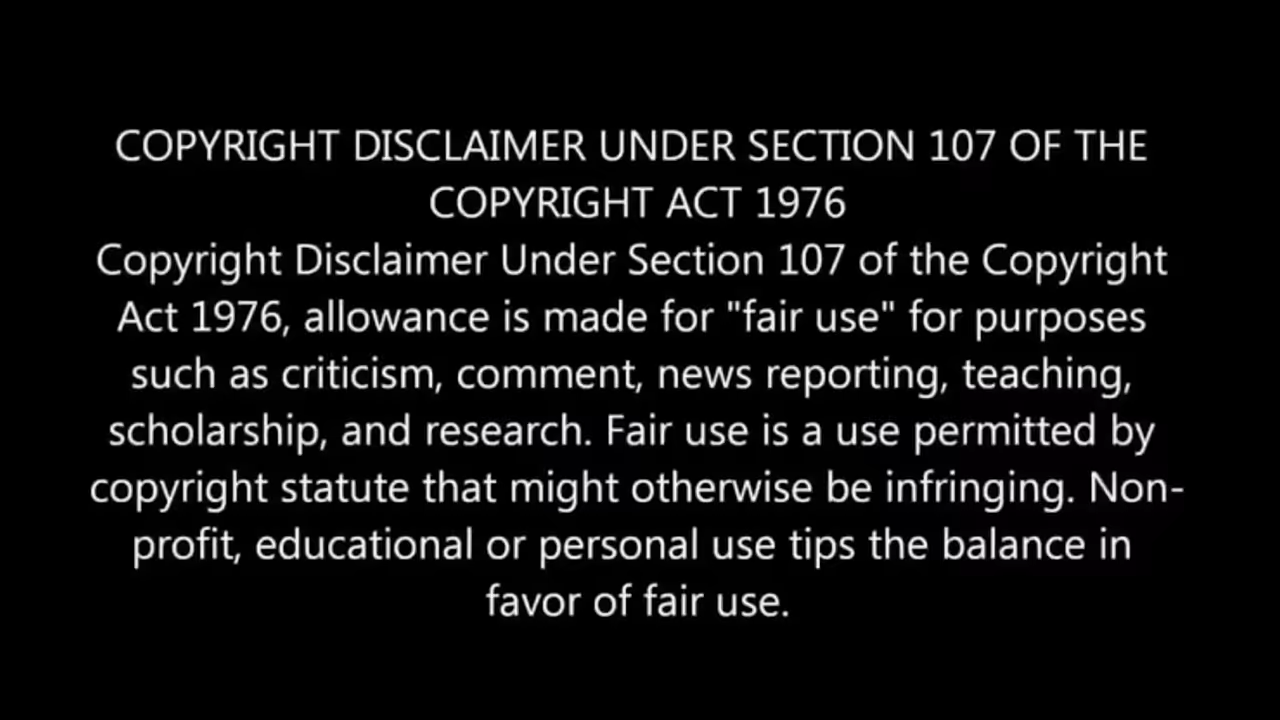 COPYRIGHT DISCLAIMER UNDER SECTION 107 OF THE
COPYRIGHT ACT 1976
Copyright Disclaimer Under Section 107 of the Copyright
Act 1976, allowance is made for "fair use" for purposes
such as criticism, comment, news reporting, teaching,
scholarship, and research. Fair use is a use permitted by
copyright statute that might otherwise be infringing. Non-
profit, educational or personal use tips the balance in
favor of fair use.